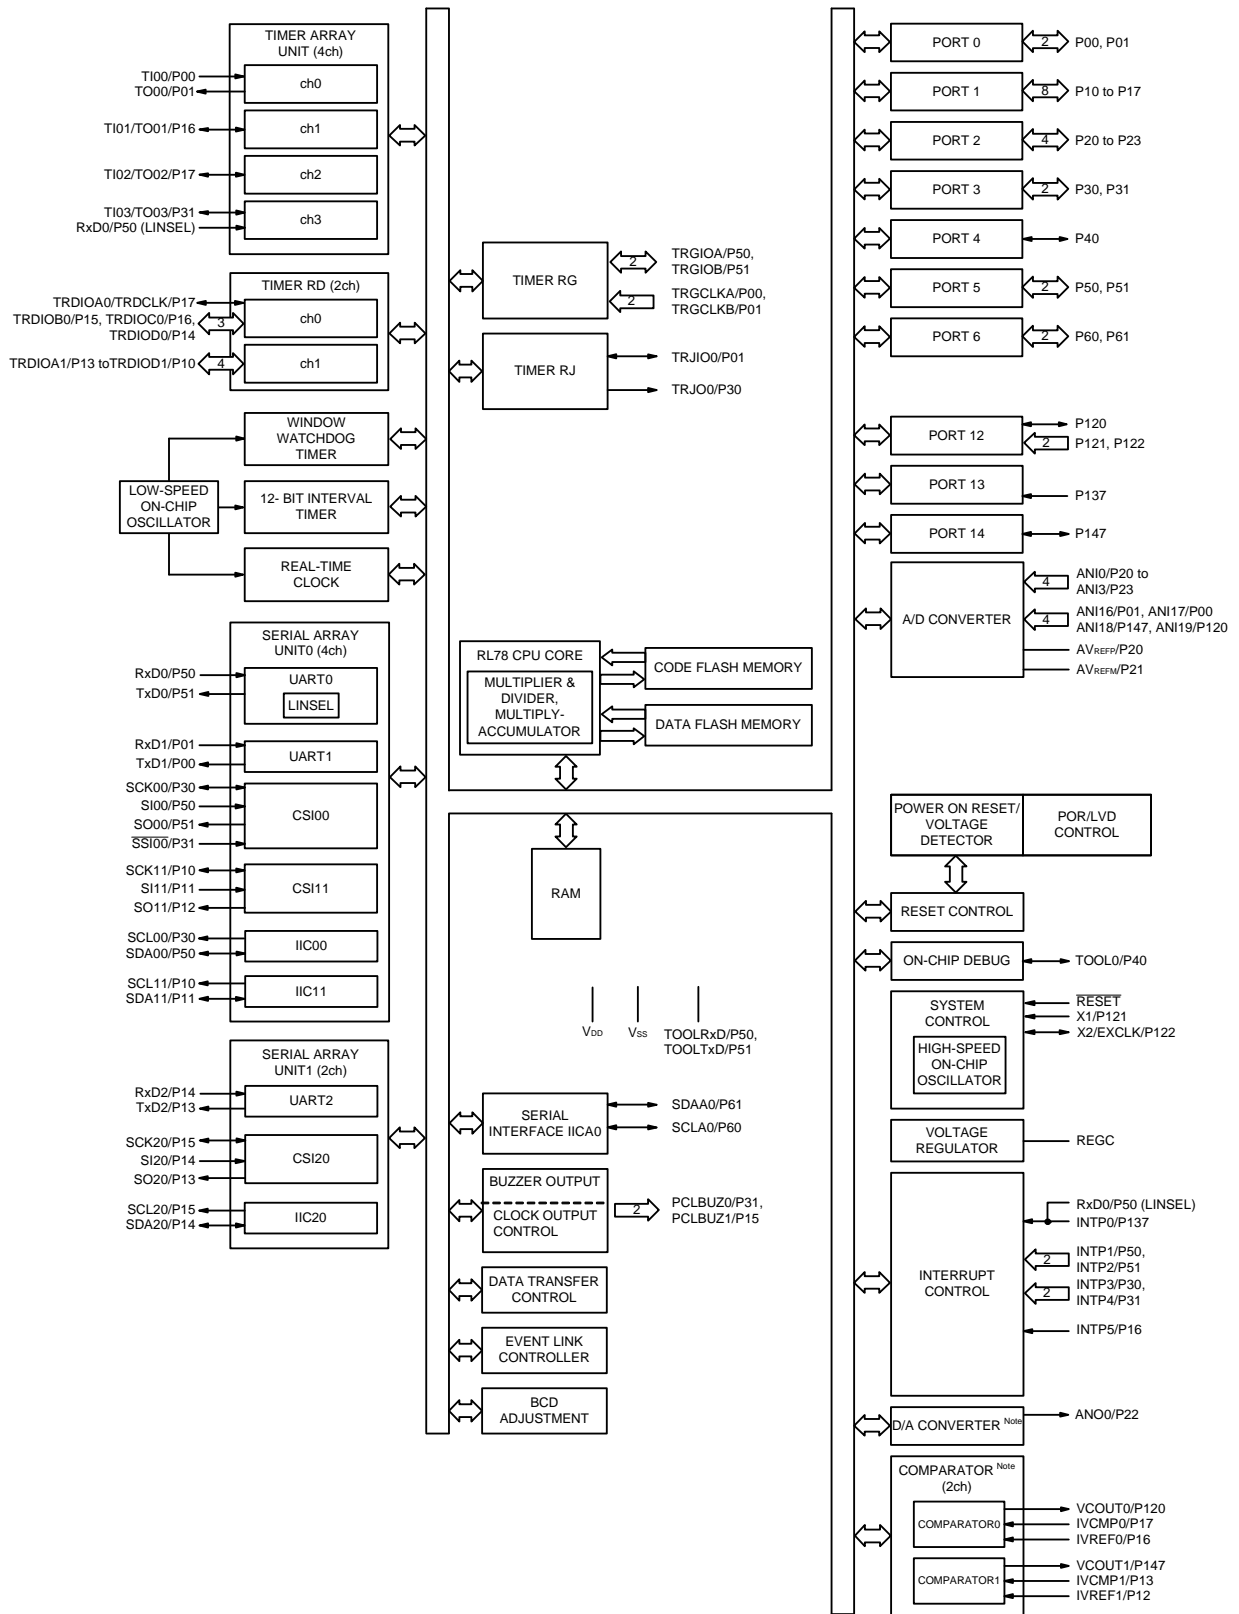 TIMER ARRAY
UNIT (4ch)
TI00/P00
TO00/P01
ch0
TI01/TO01/P16
ch1
TI02/TO02/P17
ch2
TI03/TO03/P31
RxD0/P50 (LINSEL)
ch3
TIMER RD (2ch)
TRDIOA0/TRDCLK/P17
TRDIOB0/P15, TRDIOC0/P16,
TRDIOD0/P14
3
ch0
TRDIOA1/P13 toTRDIOD1/P10
4
ch1
LOW-SPEED
ON-CHIP
OSCILLATOR
WINDOW
WATCHDOG
TIMER
12- BIT INTERVAL
TIMER
REAL-TIME
CLOCK
SERIAL ARRAY
UNIT0 (4ch)
RxD0/P50
TxD0/P51
UART0
LINSEL
RxD1/P01
TxD1/P00
UART1
SCK00/P30
SI00/P50
SO00/P51
SSI00/P31
CSI00
SCK11/P10
SI11/P11
SO11/P12
CSI11
SCL00/P30
SDA00/P50
IIC00
SCL11/P10
SDA11/P11
IIC11
SERIAL ARRAY
UNIT1 (2ch)
RxD2/P14
TxD2/P13
UART2
SCK20/P15
SI20/P14
SO20/P13
CSI20
SCL20/P15
SDA20/P14
IIC20
TIMER RG
2
TRGIOA/P50,
TRGIOB/P51
2
TRGCLKA/P00,
TRGCLKB/P01
TIMER RJ
TRJIO0/P01
TRJO0/P30
RL78 CPU CORE
MULTIPLIER &
DIVIDER,
MULTIPLY-
ACCUMULATOR
CODE FLASH MEMORY
DATA FLASH MEMORY
RAM
VDD
VSS
TOOLRxD/P50,
TOOLTxD/P51
SERIAL
INTERFACE IICA0
SDAA0/P61
SCLA0/P60
BUZZER OUTPUT
CLOCK OUTPUT
CONTROL
2
PCLBUZ0/P31,
PCLBUZ1/P15
DATA TRANSFER
CONTROL
EVENT LINK
CONTROLLER
BCD
ADJUSTMENT
PORT 0
2
P00, P01
PORT 1
8
P10 to P17
PORT 2
4
P20 to P23
PORT 3
2
P30, P31
PORT 4
P40
PORT 5
2
P50, P51
PORT 6
2
P60, P61
PORT 12
P120
2
P121, P122
PORT 13
P137
PORT 14
P147
A/D CONVERTER
4
ANI0/P20 to
ANI3/P23
4
ANI16/P01, ANI17/P00
ANI18/P147, ANI19/P120
AVREFP/P20
AVREFM/P21
POWER ON RESET/
VOLTAGE
DETECTOR
POR/LVD
CONTROL
RESET CONTROL
ON-CHIP DEBUG
TOOL0/P40
SYSTEM
CONTROL
HIGH-SPEED
ON-CHIP
OSCILLATOR
RESET
X1/P121
X2/EXCLK/P122
VOLTAGE
REGULATOR
REGC
INTERRUPT
CONTROL
RxD0/P50 (LINSEL)
INTP0/P137
2
INTP1/P50,
INTP2/P51
2
INTP3/P30,
INTP4/P31
INTP5/P16
D/A CONVERTER Note
ANO0/P22
COMPARATOR Note
(2ch)
COMPARATOR0
VCOUT0/P120
IVCMP0/P17
IVREF0/P16
COMPARATOR1
VCOUT1/P147
IVCMP1/P13
IVREF1/P12